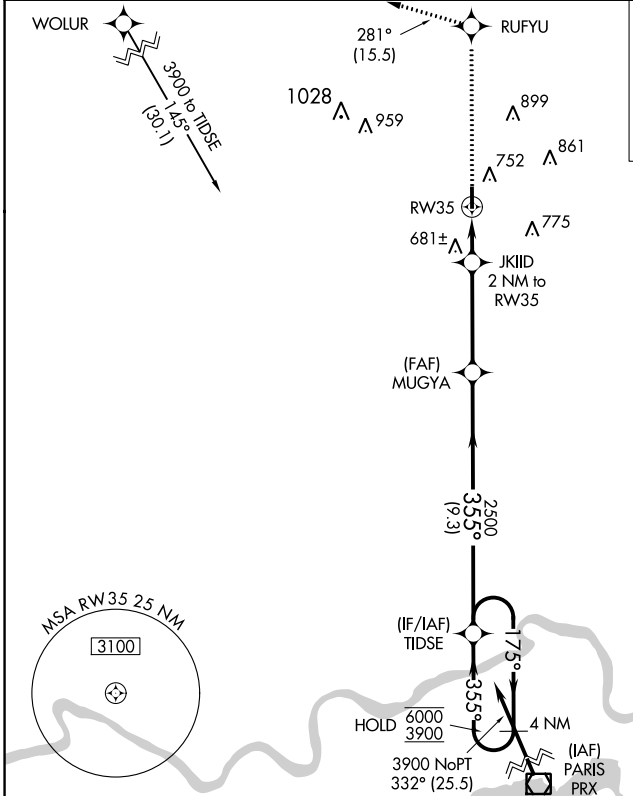 WOLUR
RUFYU
281°
(15.5)
3900 to TIDSE
145°
(30.1)
1028
959
899
752
861
RW35
681±
775
JKIID
2 NM to
RW35
(FAF)
MUGYA
2500
355°
(9.3)
MSA RW35 25 NM
3100
(IF/IAF)
TIDSE
175°
355°
HOLD
6000
3900
4 NM
3900 NoPT
332° (25.5)
(IAF)
PARIS
PRX